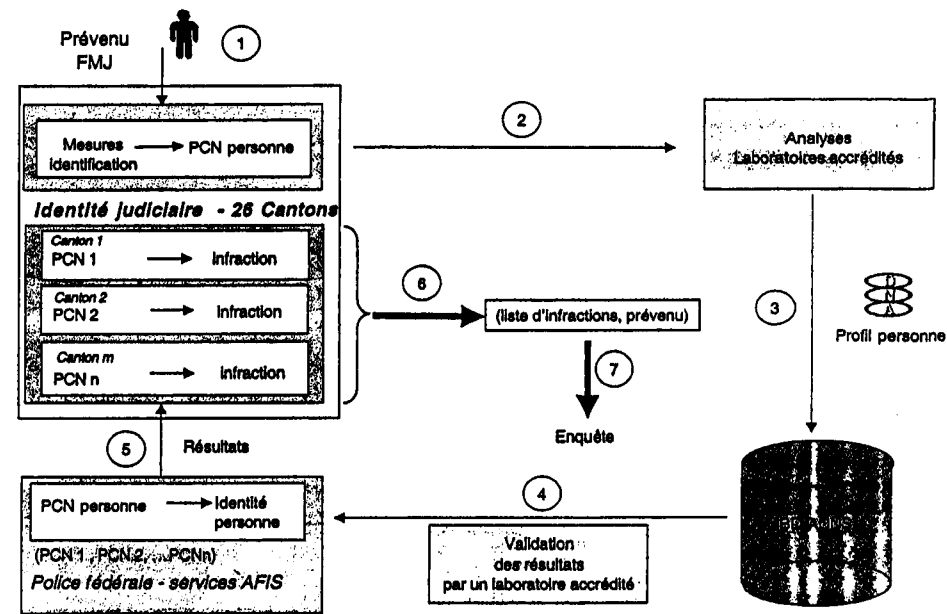 Prévenu
FMJ
1
Mesures
identification
PCN personne
2
Analyses
Laboratoires accrédités
Identité judiciaire - 26 Cantons
Canton 1
PCN 1
Infraction
Canton 2
PCN 2
Infraction
Canton m
PCN n
Infraction
6
(liste d'infractions, prévenu)
7
Enquête
3
D
N
A
Profil personne
5
Résultats
PCN personne
Identité
personne
(PCN 1, PCN 2, ...PCNn)
Police fédérale - services AFIS
4
Validation
des résultats
par un laboratoire accrédité